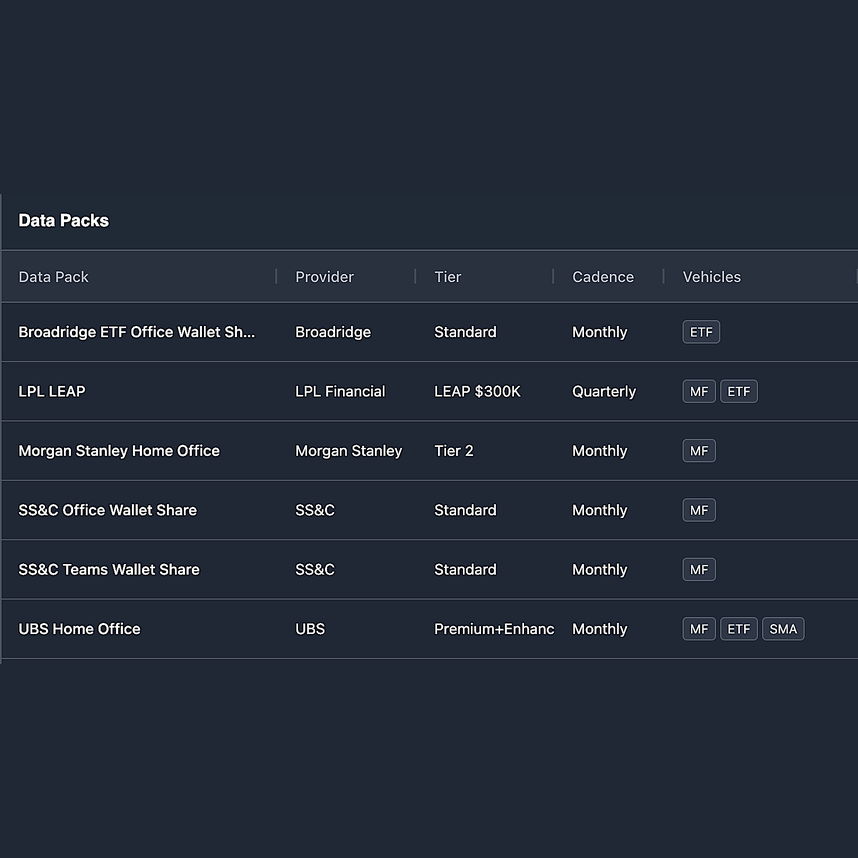 Data Packs
Data Pack Provider Tier Cadence Vehicles
Broadridge ETF Office Wallet Sh... Broadridge Standard Monthly ETF
LPL LEAP LPL Financial LEAP $300K Quarterly MF ETF
Morgan Stanley Home Office Morgan Stanley Tier 2 Monthly MF
SS&C Office Wallet Share SS&C Standard Monthly MF
SS&C Teams Wallet Share SS&C Standard Monthly MF
UBS Home Office UBS Premium+Enhanc Monthly MF ETF SMA